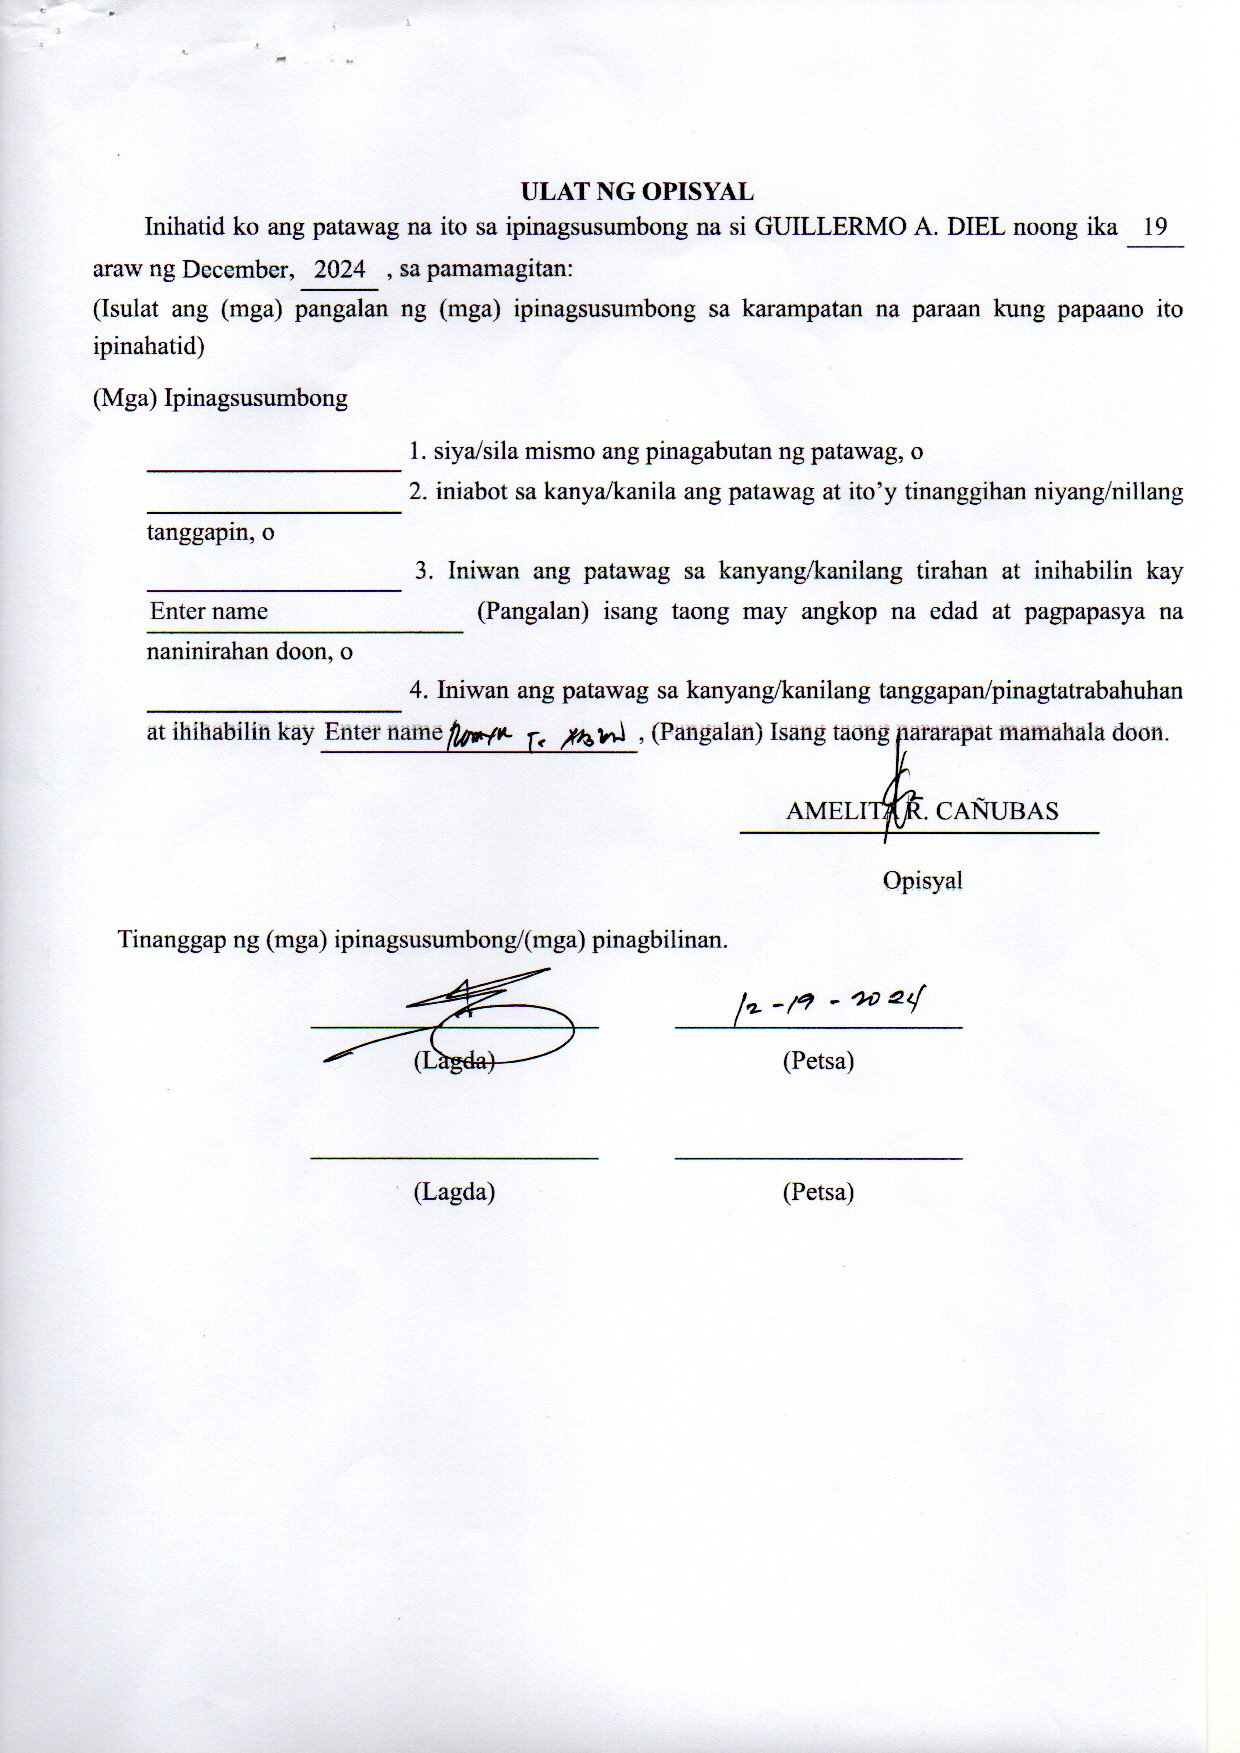 ULAT NG OPISYAL
Inihatid ko ang patawag na ito sa ipinagsusumbong na si GUILLERMO A. DIEL noong ika 19
araw ng December, 2024 , sa pamamagitan:
(Isulat ang (mga) pangalan ng (mga) ipinagsusumbong sa karampatan na paraan kung papaano ito
ipinahatid)
(Mga) Ipinagsusumbong
1. siya/sila mismo ang pinagabutan ng patawag, o
2. iniabot sa kanya/kanila ang patawag at ito’y tinanggihan niyang/nillang
tanggapin, o
3. Iniwan ang patawag sa kanyang/kanilang tirahan at inihabilin kay
Enter name (Pangalan) isang taong may angkop na edad at pagpapasya na
naninirahan doon, o
4. Iniwan ang patawag sa kanyang/kanilang tanggapan/pinagtatrabahuhan
at ihihabilin kay Enter name , (Pangalan) Isang taong nararapat mamahala doon.
AMELITA R. CAÑUBAS
Opisyal
Tinanggap ng (mga) ipinagsusumbong/(mga) pinagbilinan.
12-19-2024
(Lagda) (Petsa)
(Lagda) (Petsa)